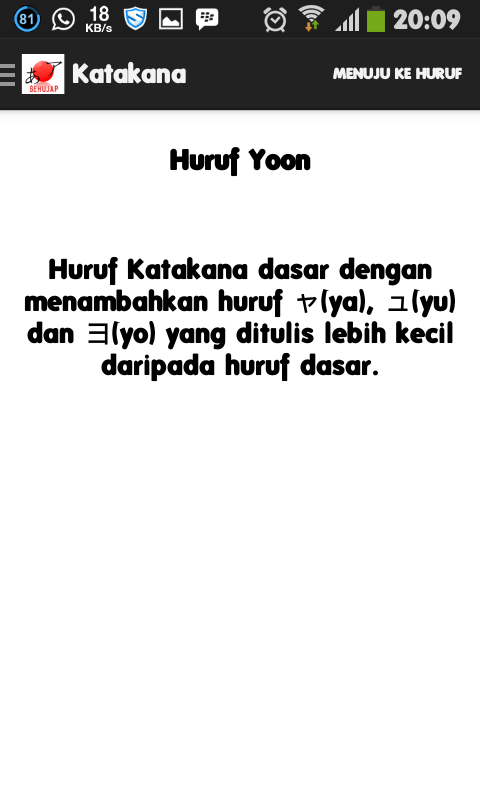 81 18 KB/s 20:09
あ BEHUJAP Katakana MENUJU KE HURUF
Huruf Yoon
Huruf Katakana dasar dengan
menambahkan huruf ヤ(ya), ユ(yu)
dan ヨ(yo) yang ditulis lebih kecil
daripada huruf dasar.